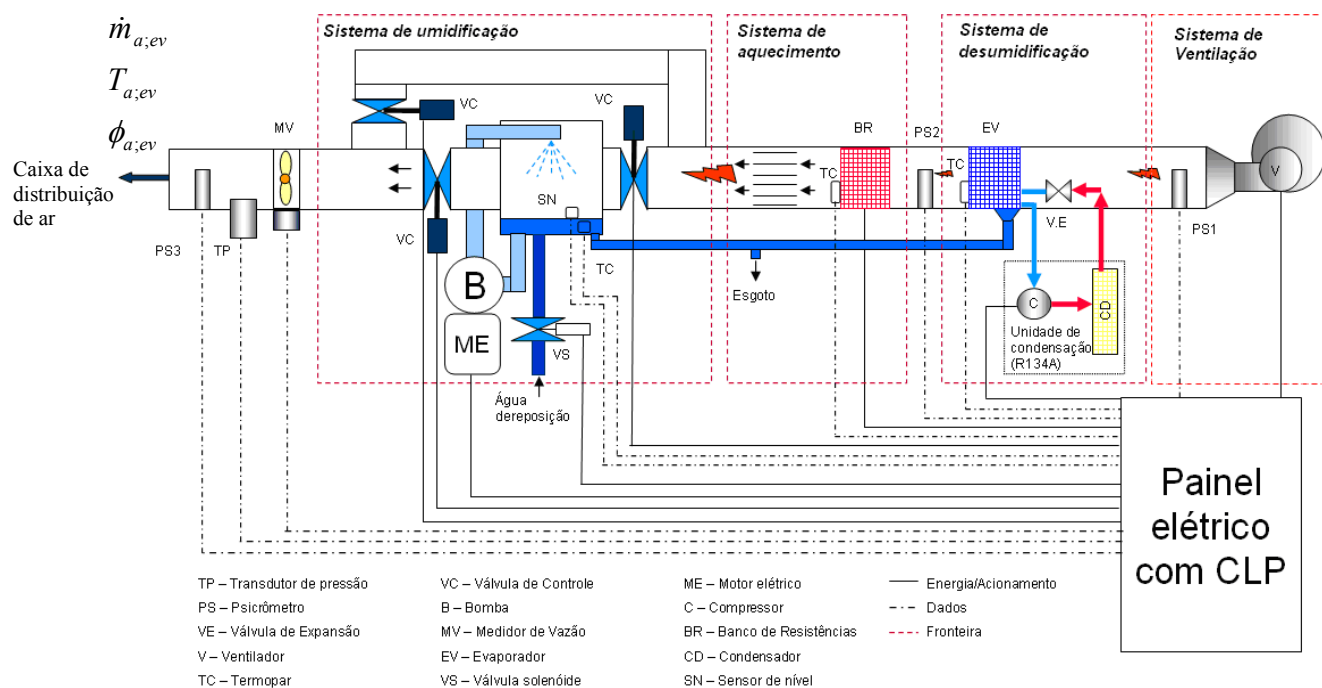 ṁ a;ev
T a;ev
ϕ a;ev
Caixa de
distribuição
de ar
Sistema de umidificação
Sistema de
aquecimento
Sistema de
desumidificação
Sistema de
Ventilação
MV
VC
VC
BR
PS2
EV
TC
TC
V
SN
V.E
PS1
PS3
TP
VC
TC
B
Esgoto
C
CD
Unidade de
condensação
(R134A)
ME
VS
Água
dereposição
Painel
elétrico
com CLP
TP – Transdutor de pressão
PS – Psicrômetro
VE – Válvula de Expansão
V – Ventilador
TC – Termopar
VC – Válvula de Controle
B – Bomba
MV – Medidor de Vazão
EV – Evaporador
VS – Válvula solenóide
ME – Motor elétrico
C – Compressor
BR – Banco de Resistências
CD – Condensador
SN – Sensor de nível
Energia/Acionamento
Dados
Fronteira